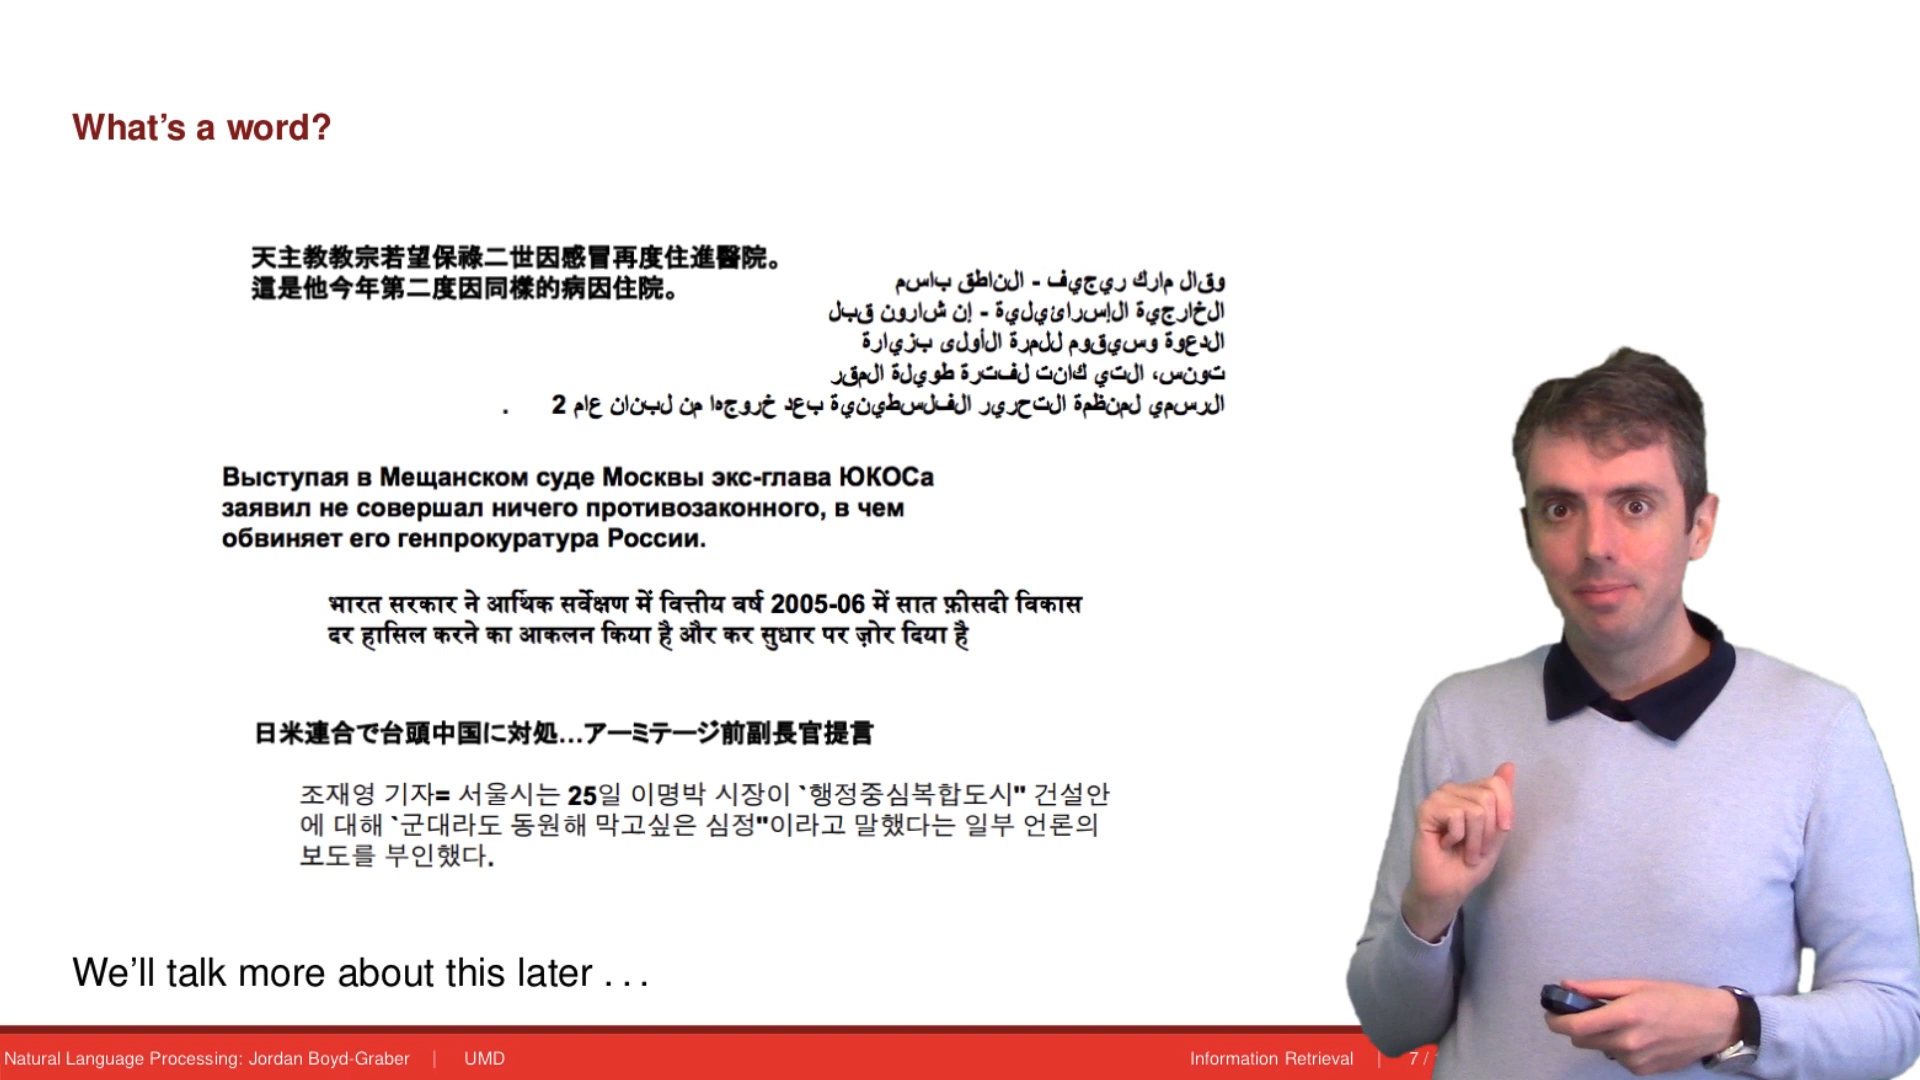 What's a word?
天主教教宗若望保祿二世因感冒再度住進醫院。
這是他今年第二度因同樣的病因住院。
وقال مارك ريجيف - الناطق باسم
الخارجية الإسرائيلية - إن شارون قبل
الدعوة وسيقوم للمرة الأولى بزيارة
تونس، التي كانت لفترة طويلة المقر
الرسمي لمنظمة التحرير الفلسطينية بعد خروجها من لبنان عام 2 .
Выступая в Мещанском суде Москвы экс-глава ЮКОСа
заявил не совершал ничего противозаконного, в чем
обвиняет его генпрокуратура России.
भारत सरकार ने आर्थिक सर्वेक्षण में वित्तीय वर्ष 2005-06 में सात फ़ीसदी विकास
दर हासिल करने का आकलन किया है और कर सुधार पर ज़ोर दिया है
日米連合で台頭中国に対処…アーミテージ前副長官提言
조재영 기자= 서울시는 25일 이명박 시장이 `행정중심복합도시" 건설안
에 대해 `군대라도 동원해 막고싶은 심정"이라고 말했다는 일부 언론의
보도를 부인했다.
We'll talk more about this later . . .
Natural Language Processing: Jordan Boyd-Graber | UMD Information Retrieval | 7 /